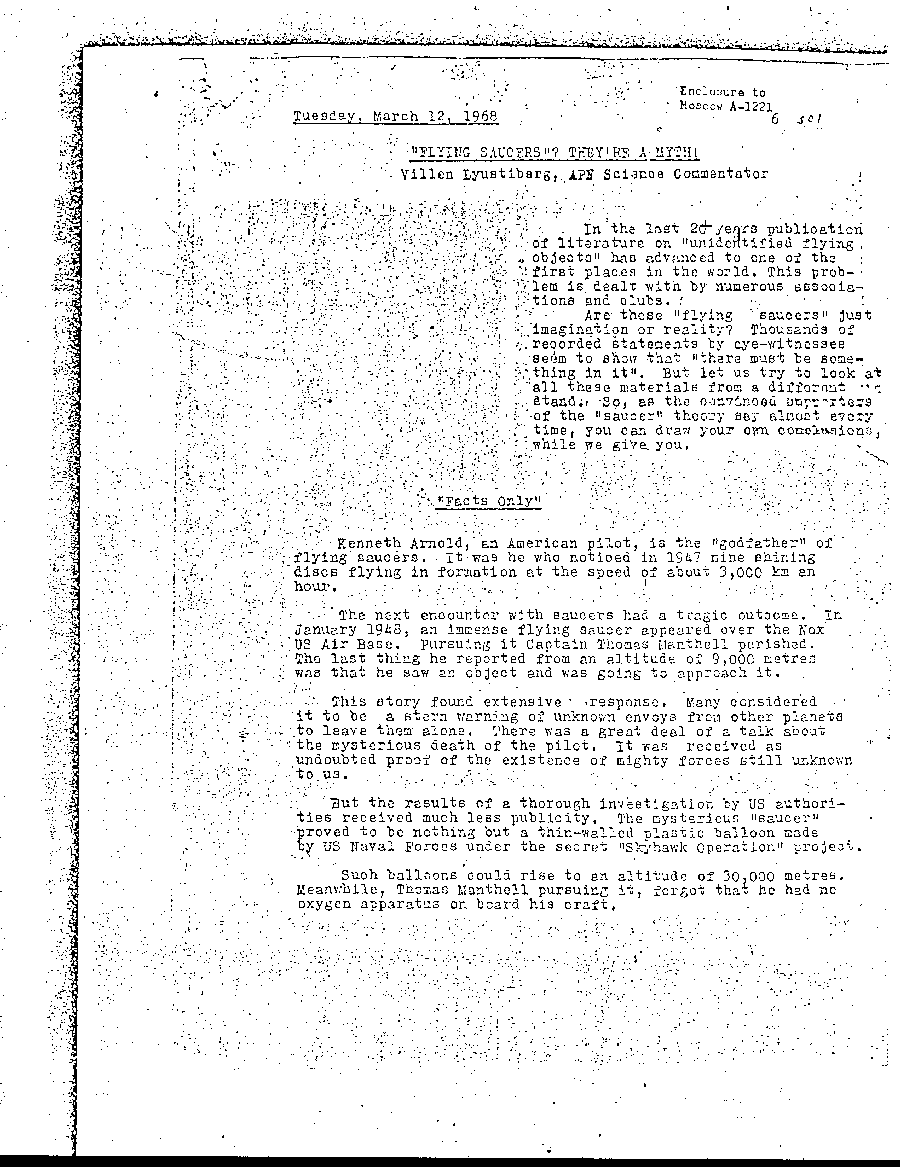 Enclosure to
Moscow A-1221
Tuesday, March 12, 1968
6
"FLYING SAUCERS"? THEY'RE A MYTH!
Villen Lyustiberg, APN Science Commentator
In the last 20 years publication
of literature on "unidentified flying
objects" has advanced to one of the
first places in the world. This prob-
lem is dealt with by numerous associa-
tions and clubs.
Are these "flying saucers" just
imagination or reality? Thousands of
recorded statements by eye-witnesses
seem to show that "there must be some-
thing in it". But let us try to look at
all these materials from a different
stand. So, as the convinced supporters
of the "saucer" theory say almost every
time, you can draw your own conclusions,
while we give you.
"Facts Only"
Kenneth Arnold, an American pilot, is the "godfather" of
flying saucers. It was he who noticed in 1947 nine shining
discs flying in formation at the speed of about 3,000 km an
hour.
The next encounter with saucers had a tragic outcome. In
January 1948, an immense flying saucer appeared over the Nox
US Air Base. Pursuing it Captain Thomas Manthell perished.
The last thing he reported from an altitude of 9,000 metres
was that he saw an object and was going to approach it.
This story found extensive response. Many considered
it to be a stern warning of unknown envoys from other planets
to leave them alone. There was a great deal of a talk about
the mysterious death of the pilot. It was received as
undoubted proof of the existence of mighty forces still unknown
to us.
But the results of a thorough investigation by US authori-
ties received much less publicity. The mysterious "saucer"
proved to be nothing but a thin-walled plastic balloon made
by US Naval Forces under the secret "Skyhawk Operation" project.
Such balloons could rise to an altitude of 30,000 metres.
Meanwhile, Thomas Manthell pursuing it, forgot that he had no
oxygen apparatus on board his craft.